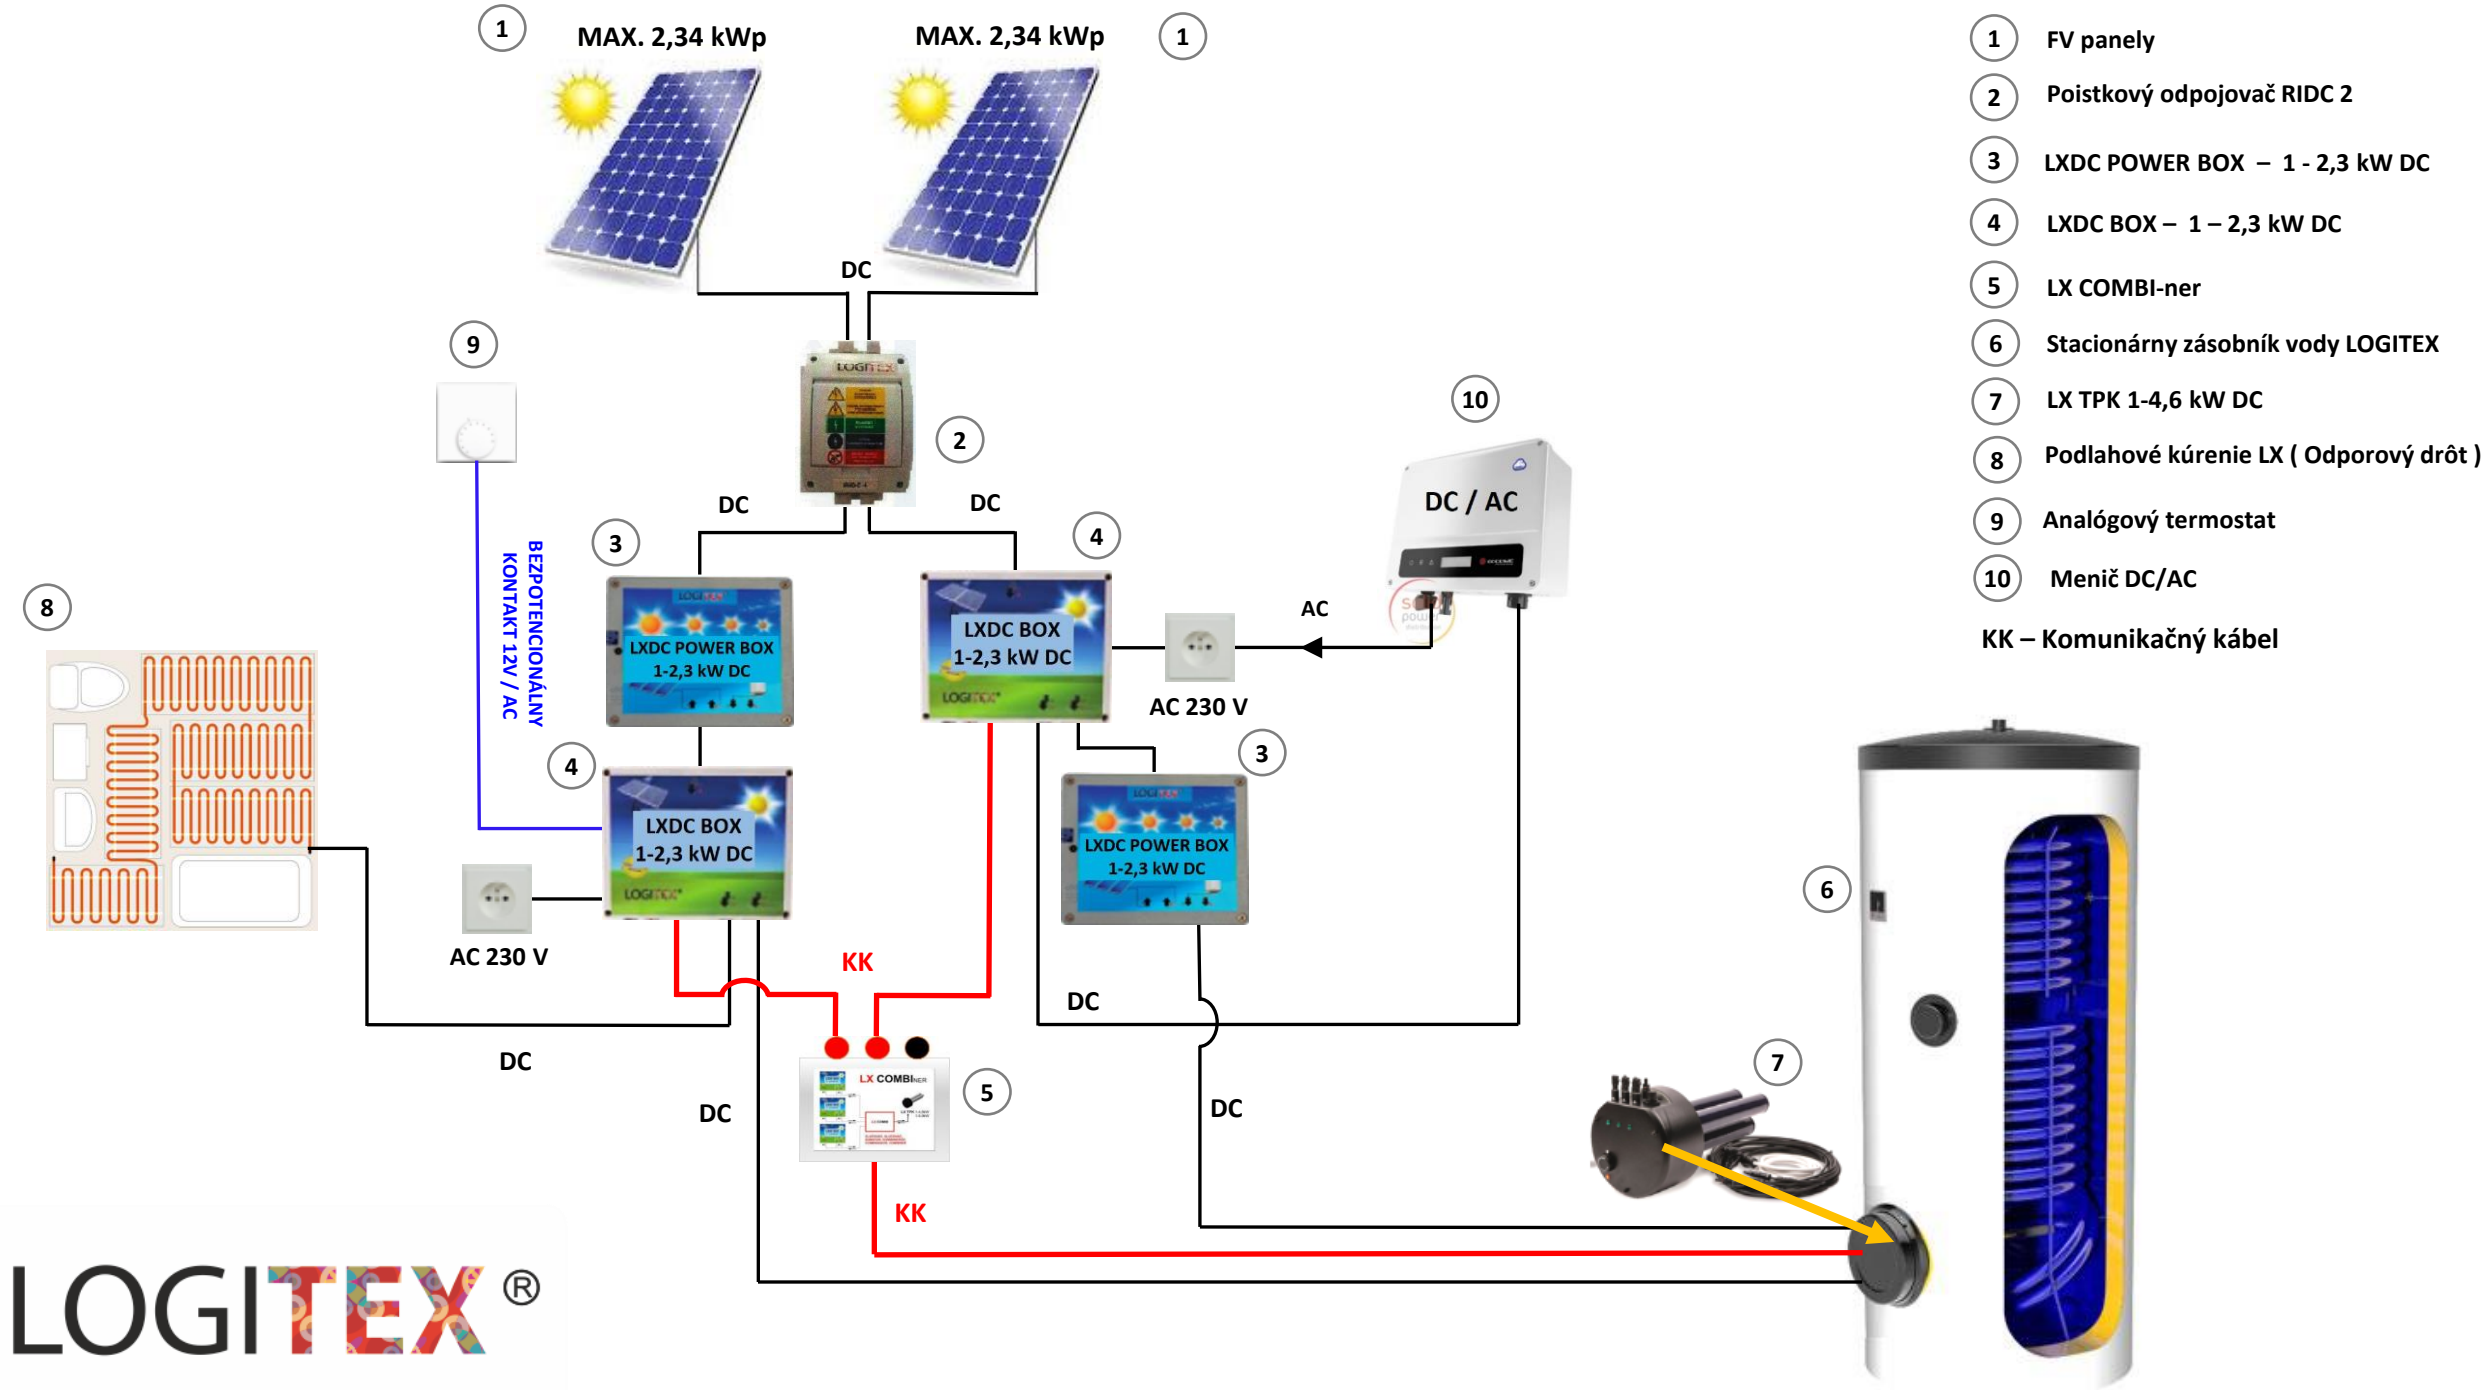 1
MAX. 2,34 kWp
MAX. 2,34 kWp
1
DC
9
LOGITEX
2
10
DC / AC
DC
DC
3
4
BEZPOTENCIONÁLNY
KONTAKT 12V / AC
8
LOGITEX
LXDC POWER BOX
1-2,3 kW DC
LXDC BOX
1-2,3 kW DC
LOGITEX
AC
AC 230 V
3
4
LXDC BOX
1-2,3 kW DC
LOGITEX
AC 230 V
LOGITEX
LXDC POWER BOX
1-2,3 kW DC
KK
DC
DC
DC
DC
LX COMBINER
5
KK
6
7
LOGITEX ®
1 FV panely
2 Poistkový odpojovač RIDC 2
3 LXDC POWER BOX – 1 - 2,3 kW DC
4 LXDC BOX – 1 – 2,3 kW DC
5 LX COMBI-ner
6 Stacionárny zásobník vody LOGITEX
7 LX TPK 1-4,6 kW DC
8 Podlahové kúrenie LX ( Odporový drôt )
9 Analógový termostat
10 Menič DC/AC
KK – Komunikačný kábel